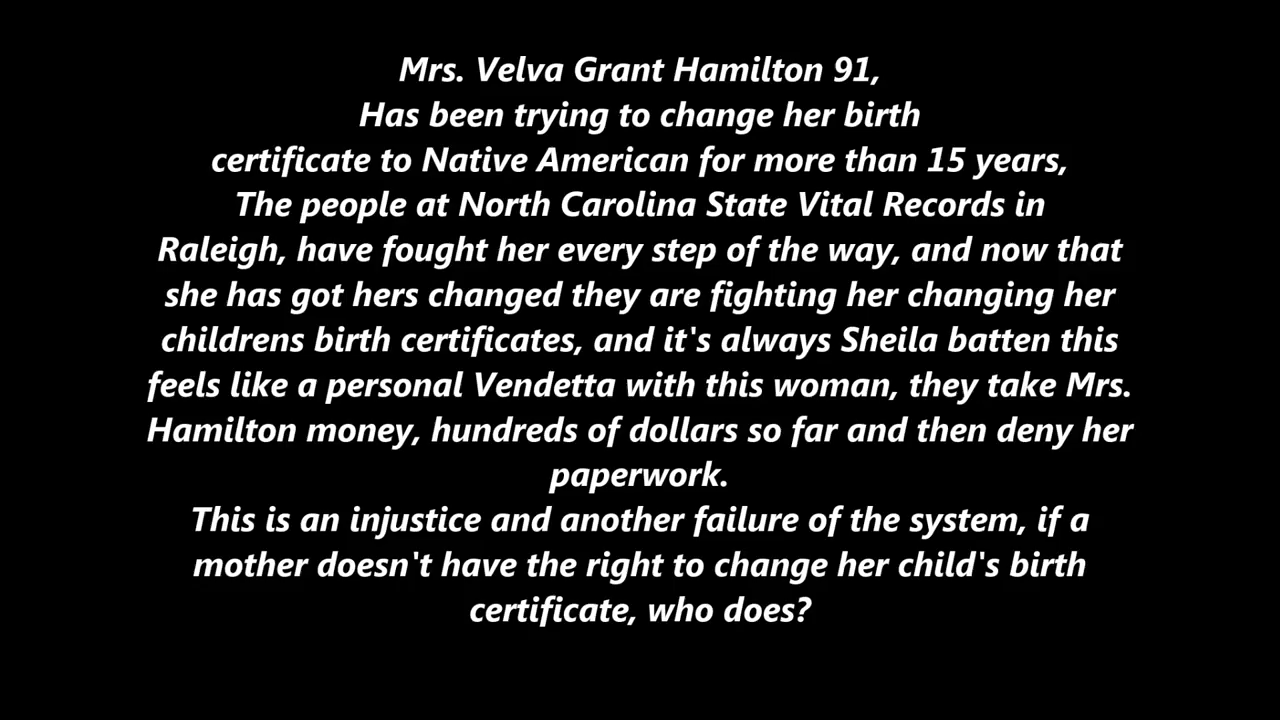 Mrs. Velva Grant Hamilton 91,
Has been trying to change her birth
certificate to Native American for more than 15 years,
The people at North Carolina State Vital Records in
Raleigh, have fought her every step of the way, and now that
she has got hers changed they are fighting her changing her
childrens birth certificates, and it's always Sheila batten this
feels like a personal Vendetta with this woman, they take Mrs.
Hamilton money, hundreds of dollars so far and then deny her
paperwork.
This is an injustice and another failure of the system, if a
mother doesn't have the right to change her child's birth
certificate, who does?